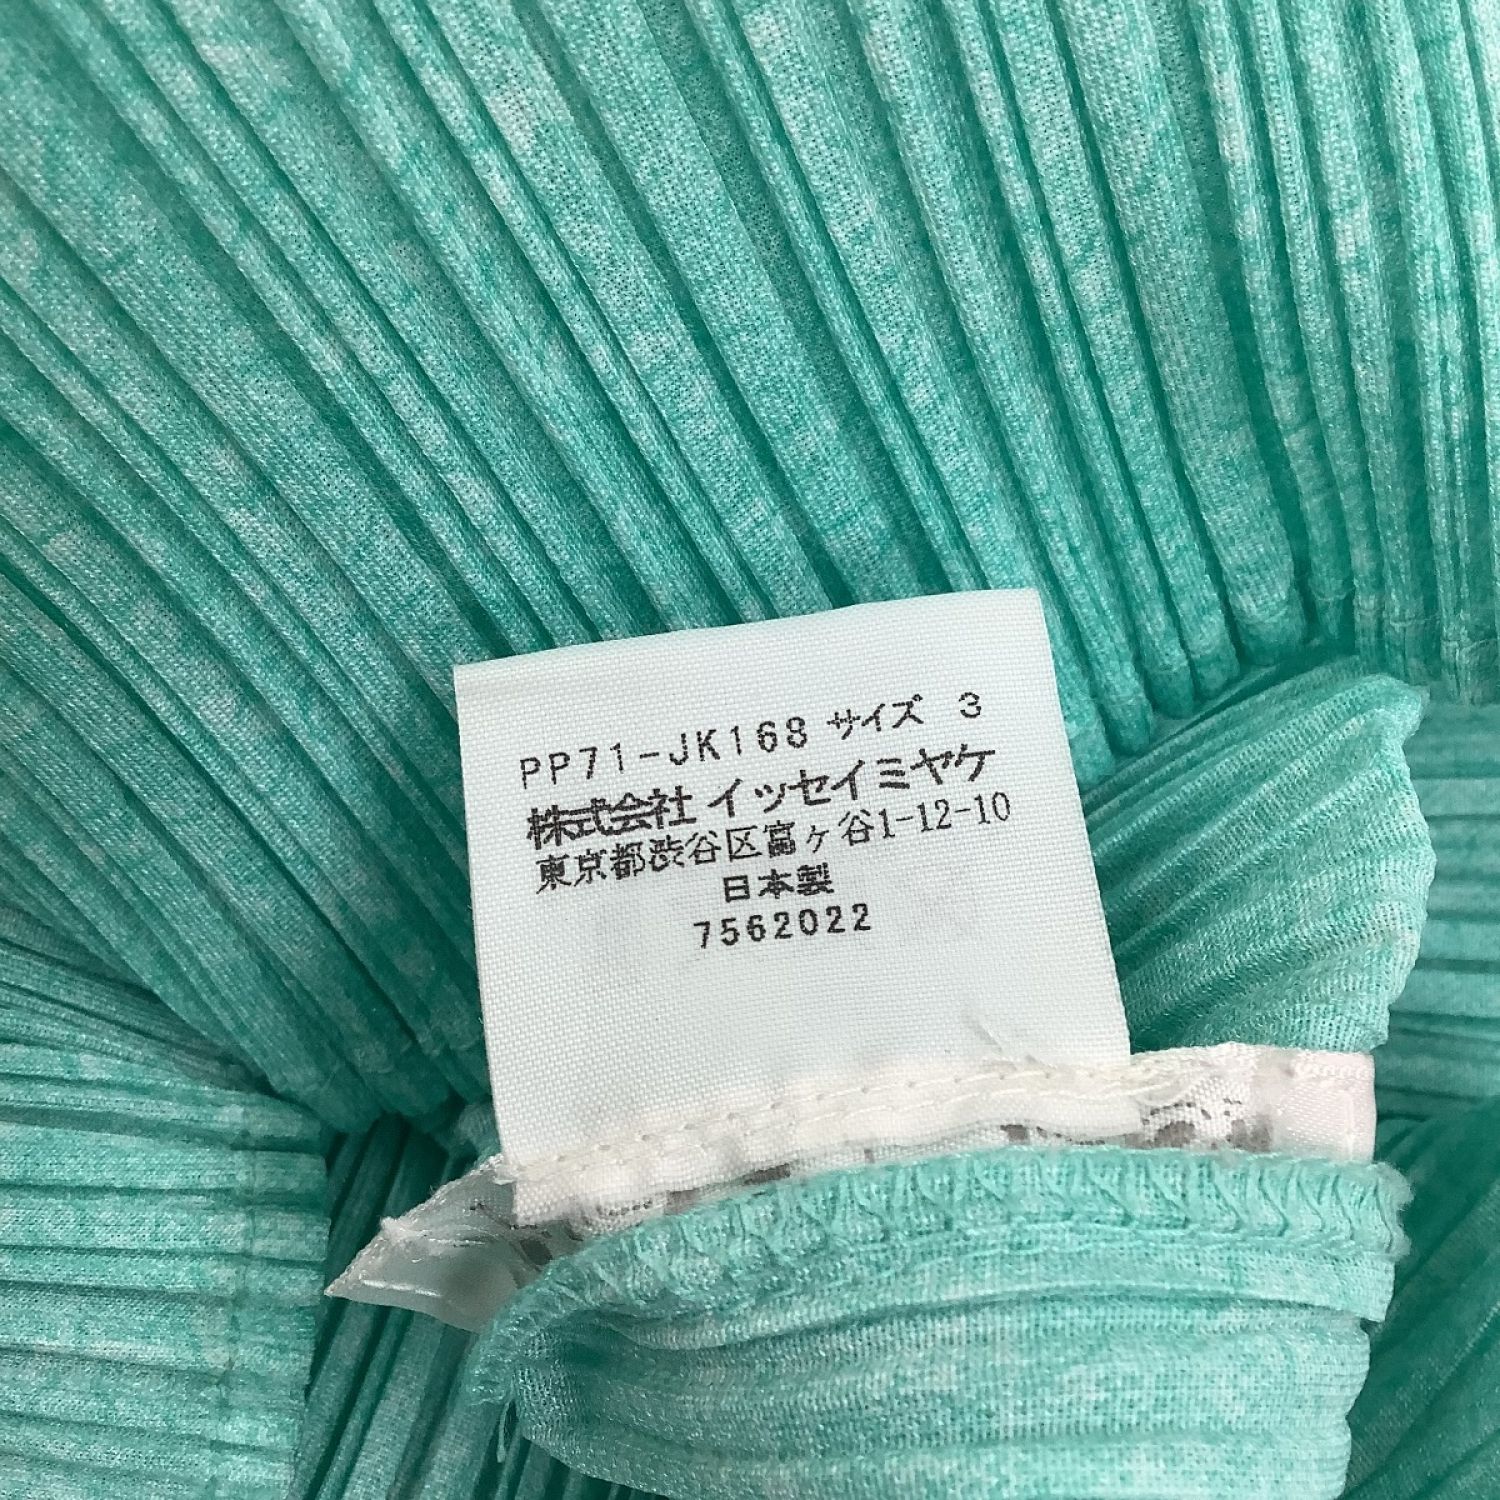 PP71-JK168 サイズ 3
株式会社 イッセイミヤケ
東京都渋谷区富ヶ谷1-12-10
日本製
7562022